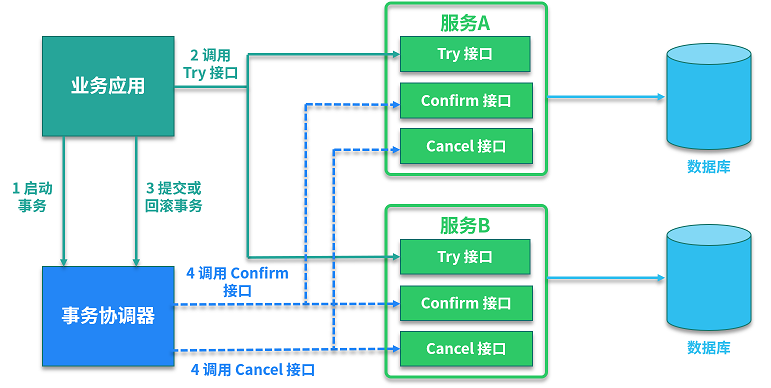 服务A
2 调用
Try 接口
Try 接口
业务应用
Confirm 接口
Cancel 接口
数据库
1 启动
事务
3 提交或
回滚事务
服务B
Try 接口
4 调用 Confirm
接口
Confirm 接口
事务协调器
Cancel 接口
数据库
4 调用 Cancel 接口